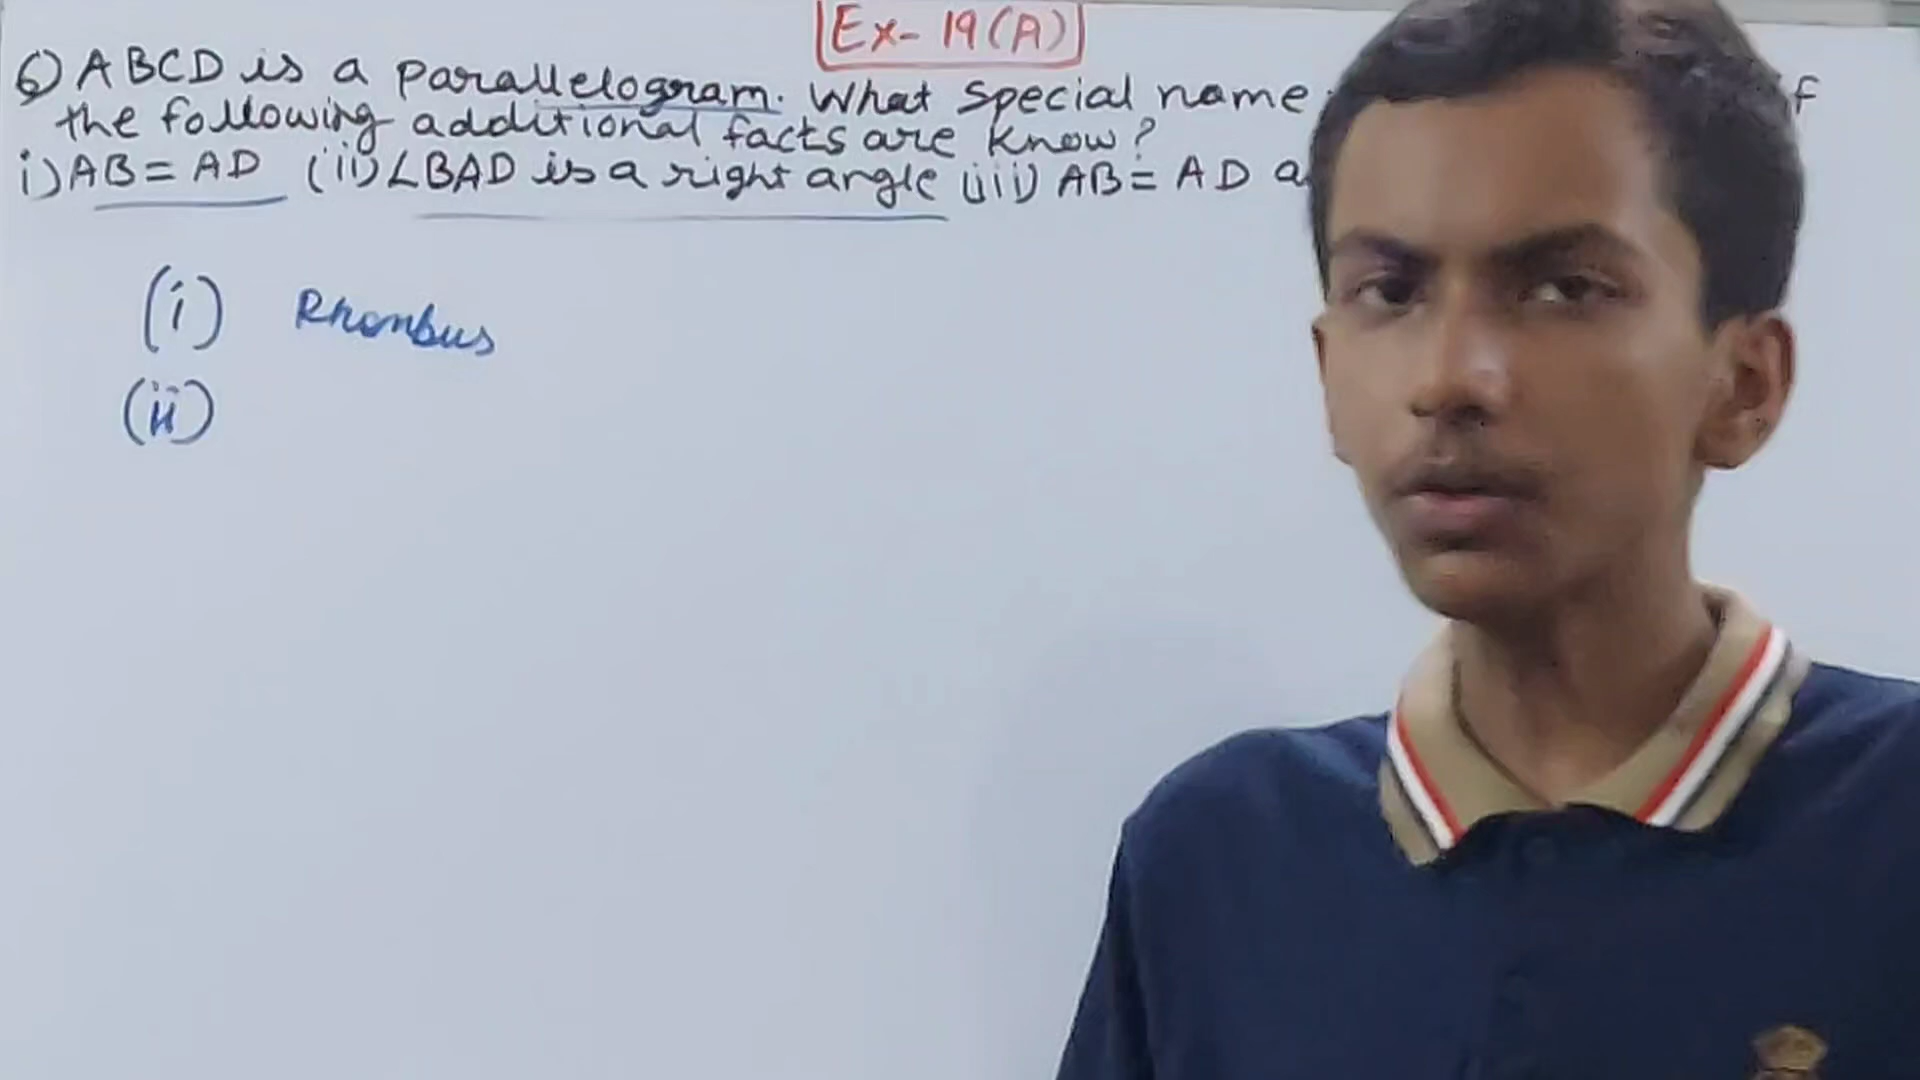 Ex- 19(A)
6) ABCD is a parallelogram. What special name if
the following additional facts are know?
i) AB = AD (ii) ∠BAD is a right angle (iii) AB = AD a
(i) Rhombus
(ii)